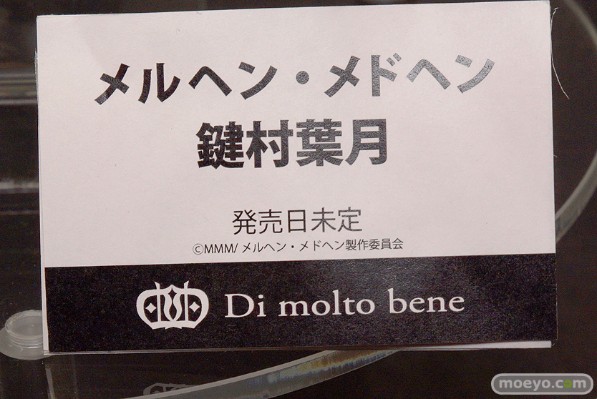 メルヘン・メドヘン
鍵村葉月
発売日未定
©MMM/ メルヘン・メドヘン製作委員会
Di molto bene
moeyo.com